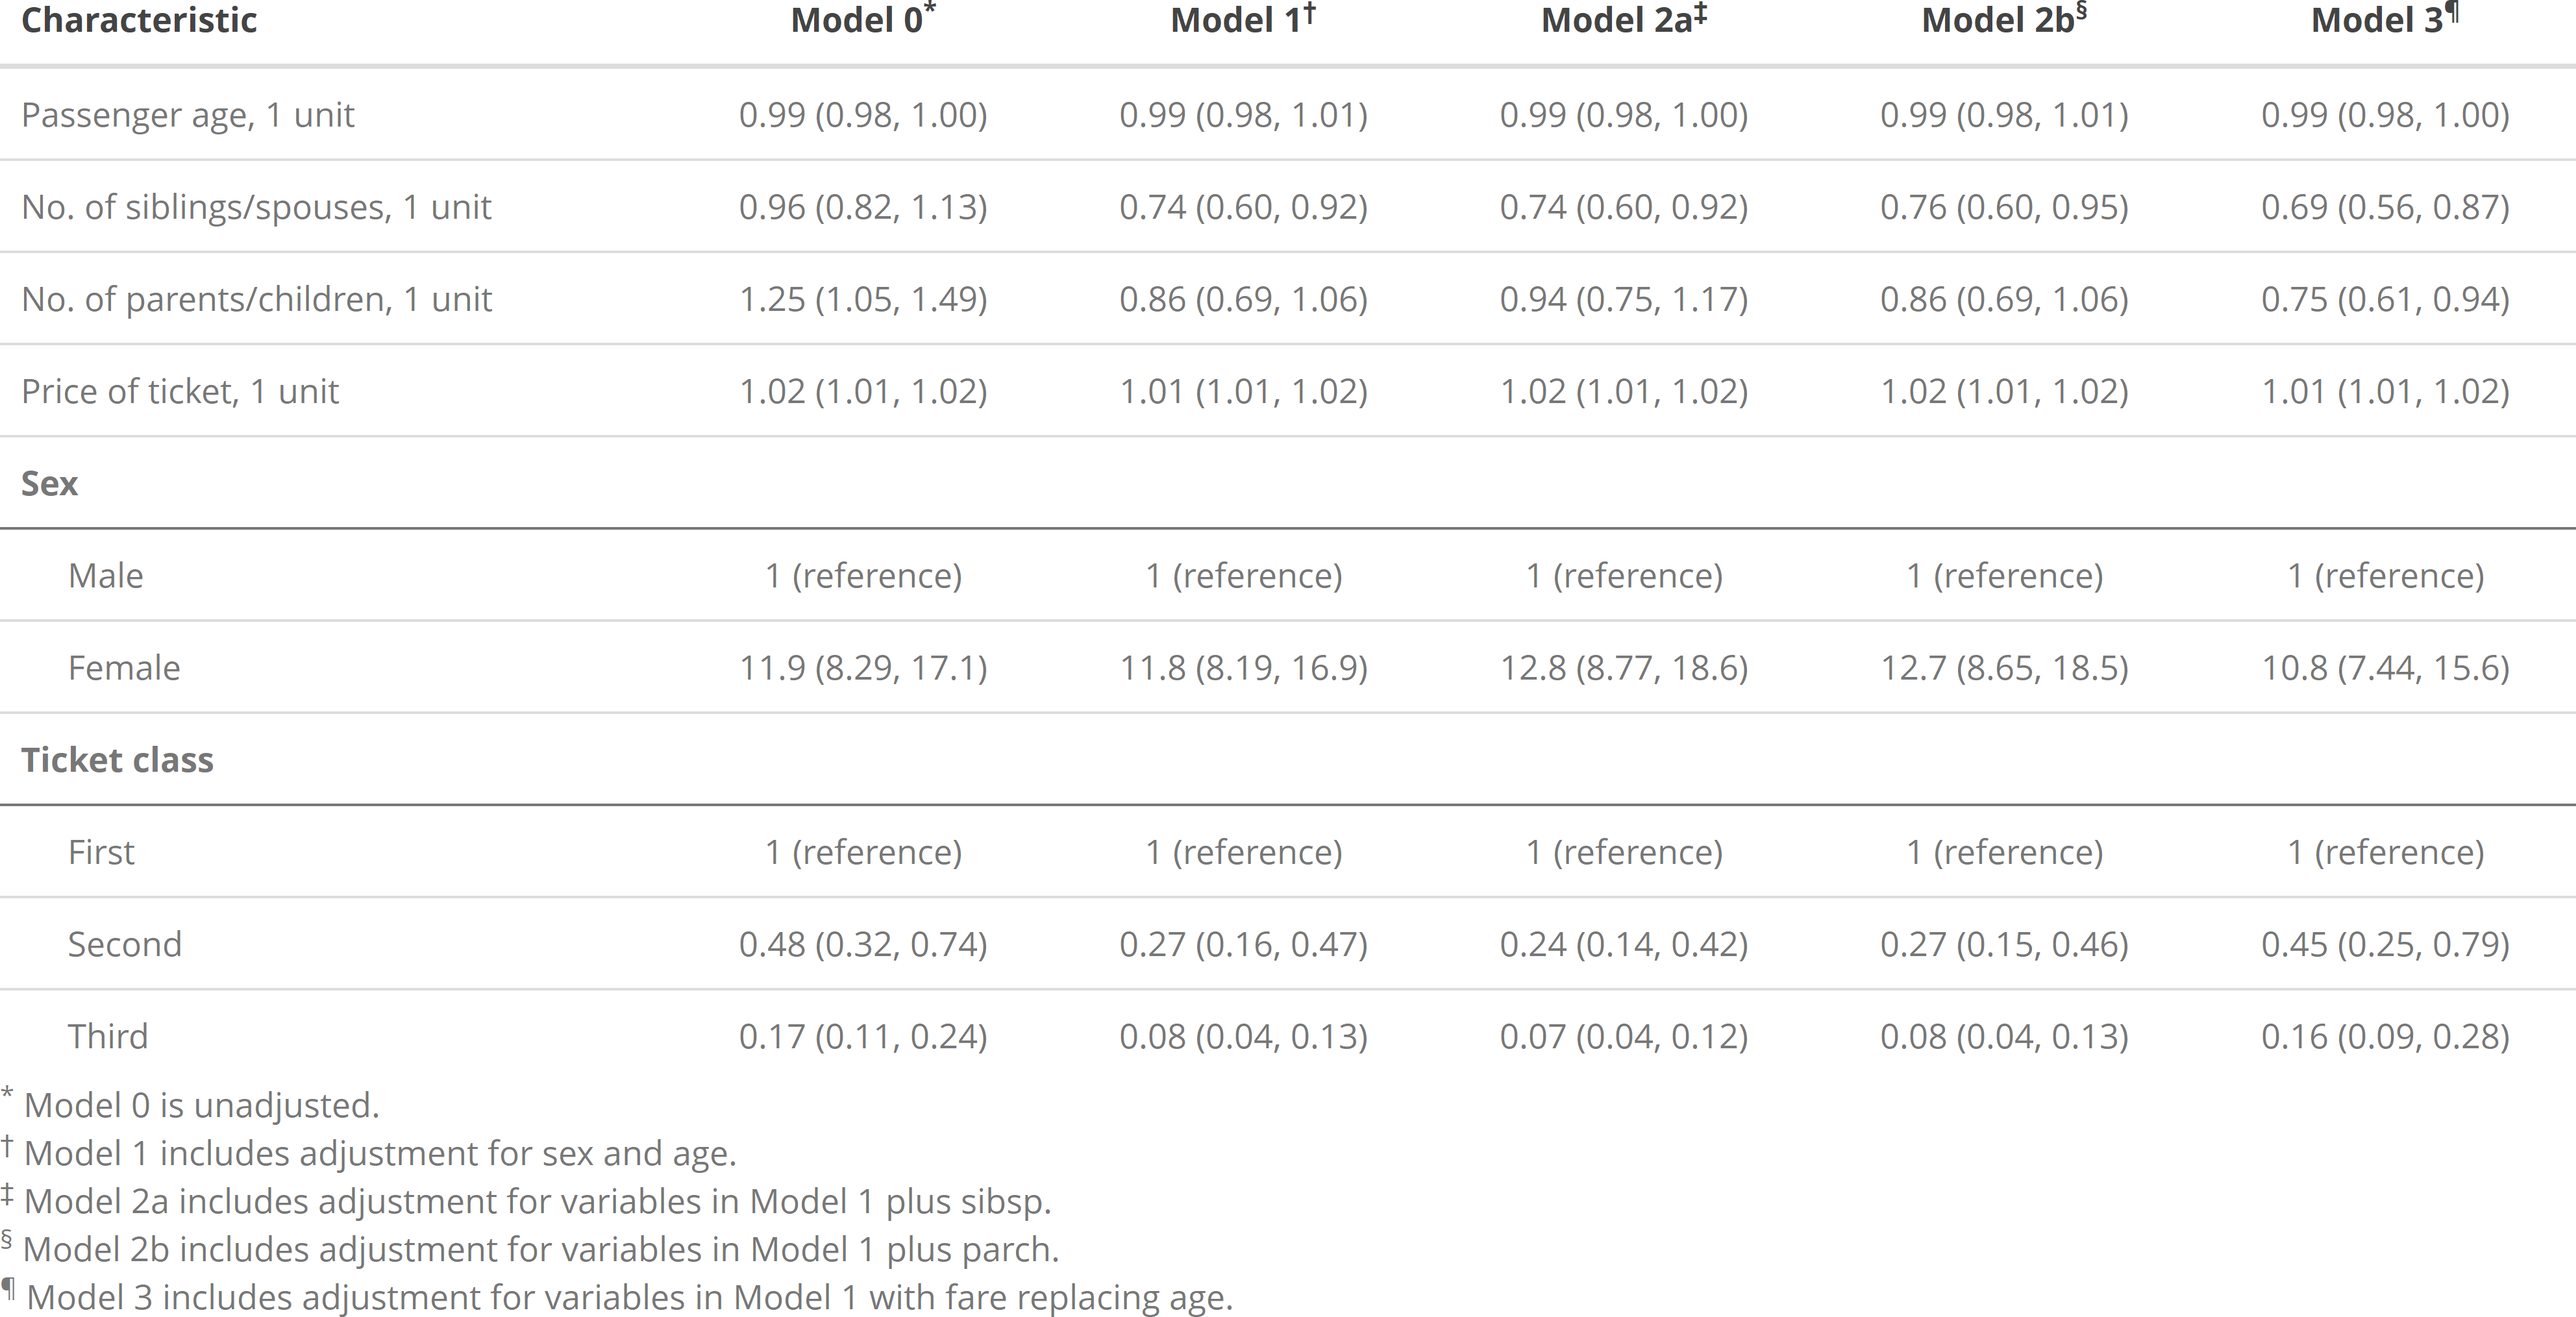 Characteristic Model 0* Model 1† Model 2a‡ Model 2b§ Model 3¶
Passenger age, 1 unit 0.99 (0.98, 1.00) 0.99 (0.98, 1.01) 0.99 (0.98, 1.00) 0.99 (0.98, 1.01) 0.99 (0.98, 1.00)
No. of siblings/spouses, 1 unit 0.96 (0.82, 1.13) 0.74 (0.60, 0.92) 0.74 (0.60, 0.92) 0.76 (0.60, 0.95) 0.69 (0.56, 0.87)
No. of parents/children, 1 unit 1.25 (1.05, 1.49) 0.86 (0.69, 1.06) 0.94 (0.75, 1.17) 0.86 (0.69, 1.06) 0.75 (0.61, 0.94)
Price of ticket, 1 unit 1.02 (1.01, 1.02) 1.01 (1.01, 1.02) 1.02 (1.01, 1.02) 1.02 (1.01, 1.02) 1.01 (1.01, 1.02)
Sex
Male 1 (reference) 1 (reference) 1 (reference) 1 (reference) 1 (reference)
Female 11.9 (8.29, 17.1) 11.8 (8.19, 16.9) 12.8 (8.77, 18.6) 12.7 (8.65, 18.5) 10.8 (7.44, 15.6)
Ticket class
First 1 (reference) 1 (reference) 1 (reference) 1 (reference) 1 (reference)
Second 0.48 (0.32, 0.74) 0.27 (0.16, 0.47) 0.24 (0.14, 0.42) 0.27 (0.15, 0.46) 0.45 (0.25, 0.79)
Third 0.17 (0.11, 0.24) 0.08 (0.04, 0.13) 0.07 (0.04, 0.12) 0.08 (0.04, 0.13) 0.16 (0.09, 0.28)
* Model 0 is unadjusted.
† Model 1 includes adjustment for sex and age.
‡ Model 2a includes adjustment for variables in Model 1 plus sibsp.
§ Model 2b includes adjustment for variables in Model 1 plus parch.
¶ Model 3 includes adjustment for variables in Model 1 with fare replacing age.